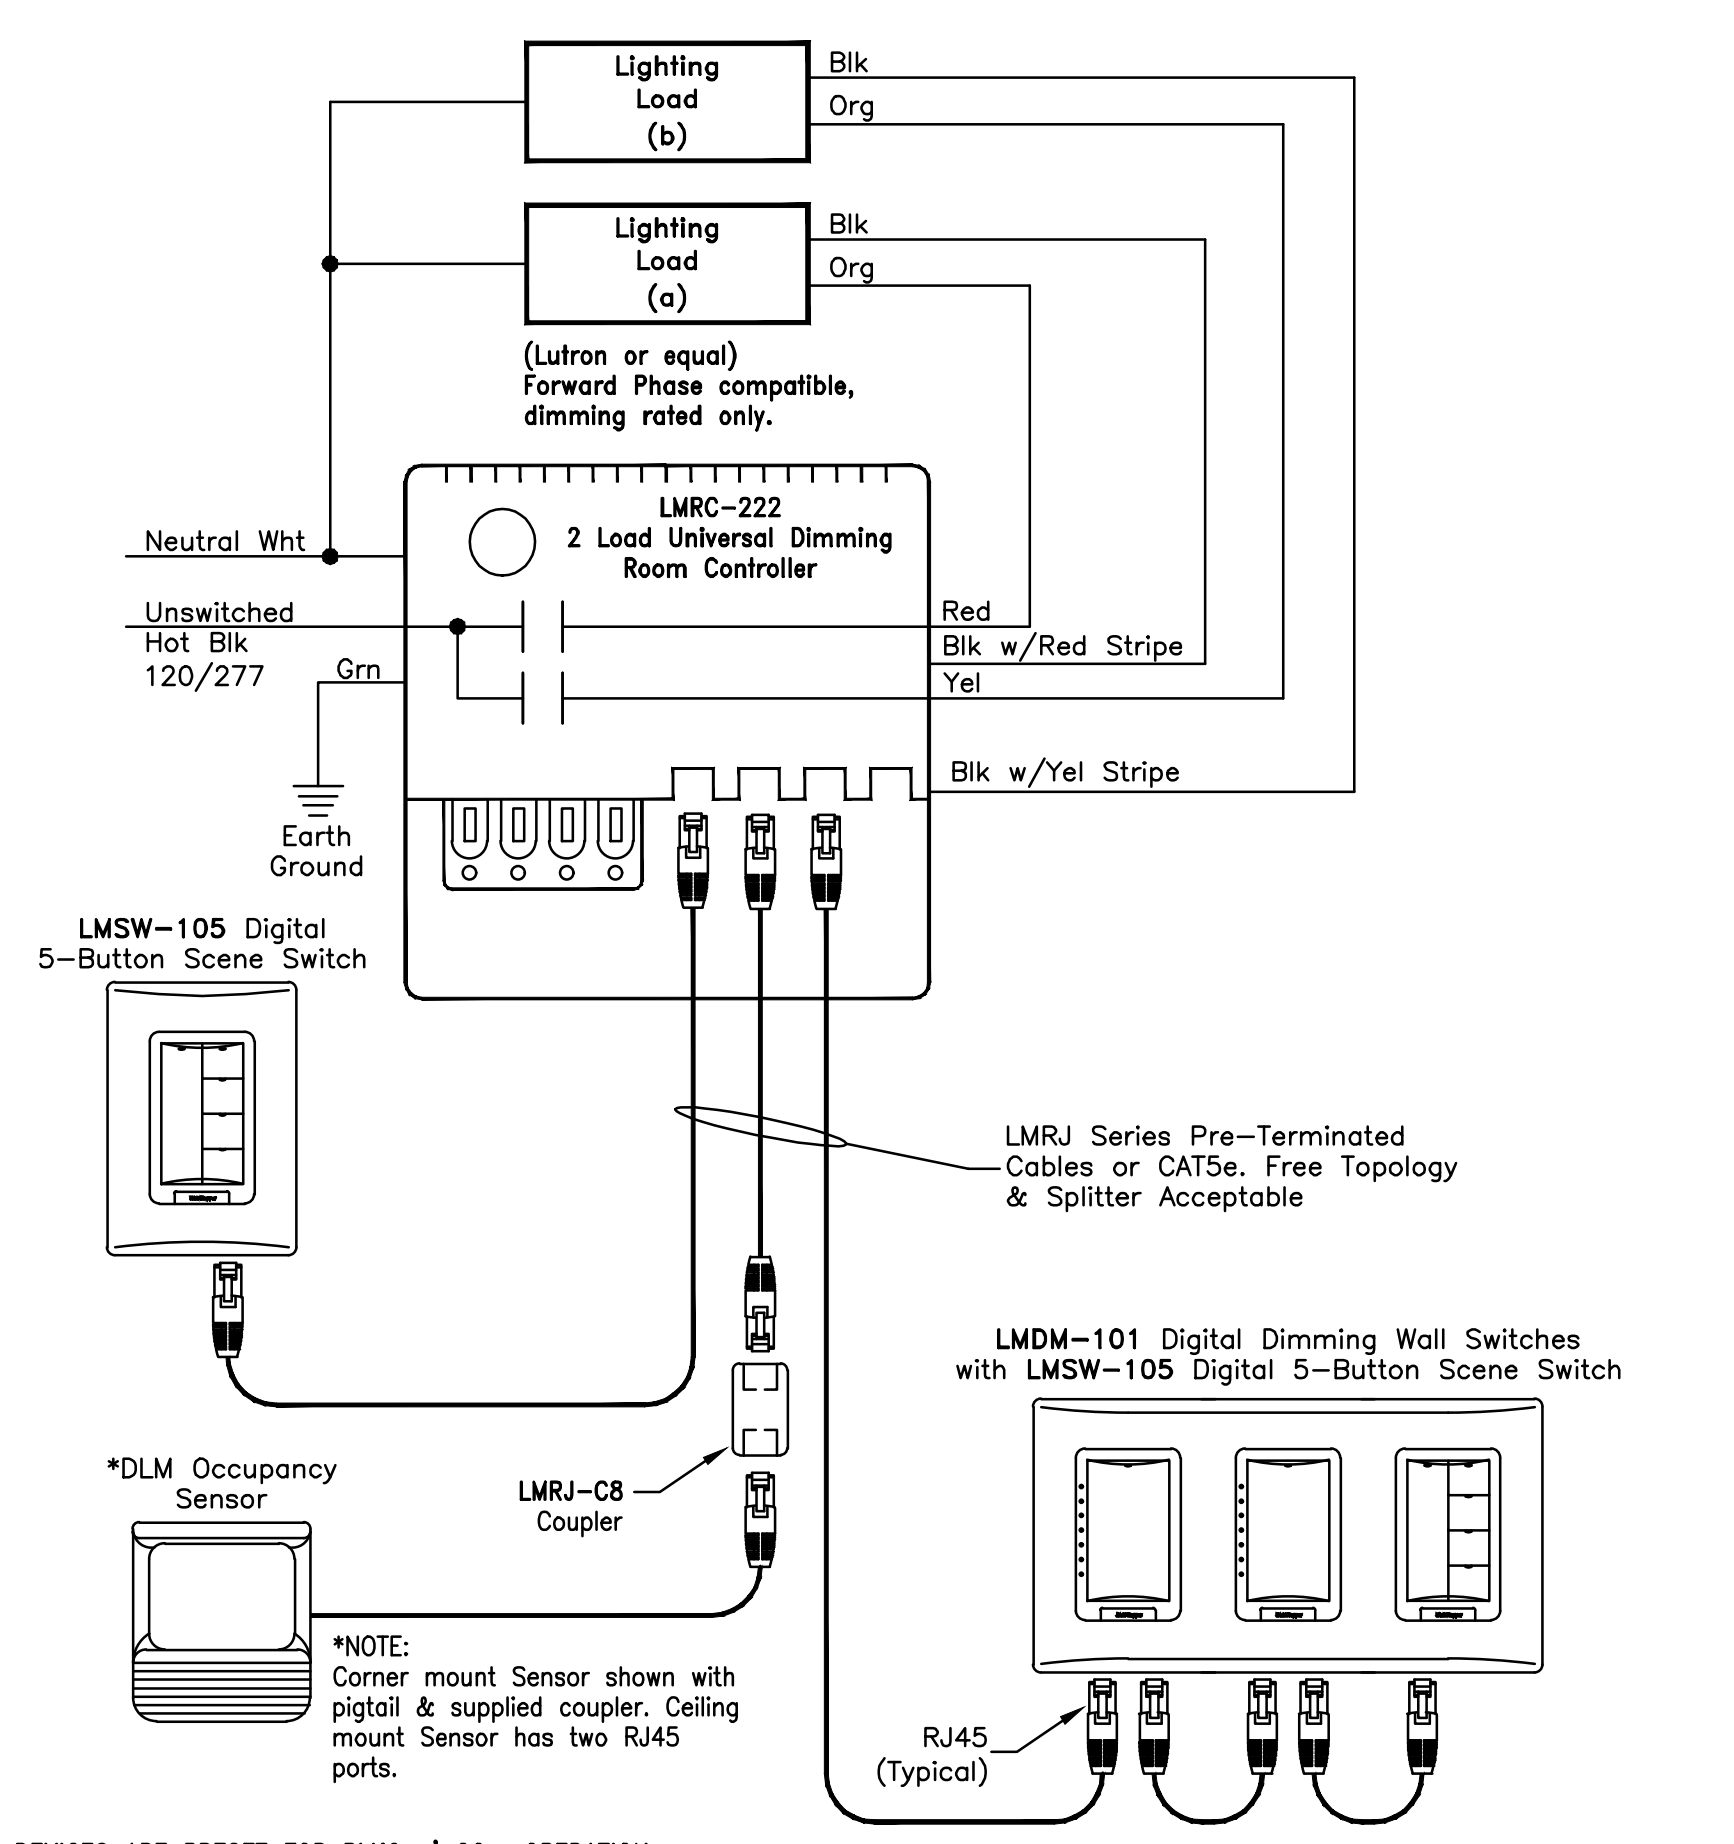 Lighting
Load
(b)
Blk
Org
Lighting
Load
(a)
Blk
Org
(Lutron or equal)
Forward Phase compatible,
dimming rated only.
LMRC-222
2 Load Universal Dimming
Room Controller
Neutral Wht
Unswitched
Hot Blk
120/277
Grn
Earth
Ground
Red
Blk w/Red Stripe
Yel
Blk w/Yel Stripe
LMSW-105 Digital
5-Button Scene Switch
LMRJ Series Pre-Terminated
Cables or CAT5e. Free Topology
& Splitter Acceptable
LMDM-101 Digital Dimming Wall Switches
with LMSW-105 Digital 5-Button Scene Switch
*DLM Occupancy
Sensor
LMRJ-C8
Coupler
*NOTE:
Corner mount Sensor shown with
pigtail & supplied coupler. Ceiling
mount Sensor has two RJ45
ports.
RJ45
(Typical)